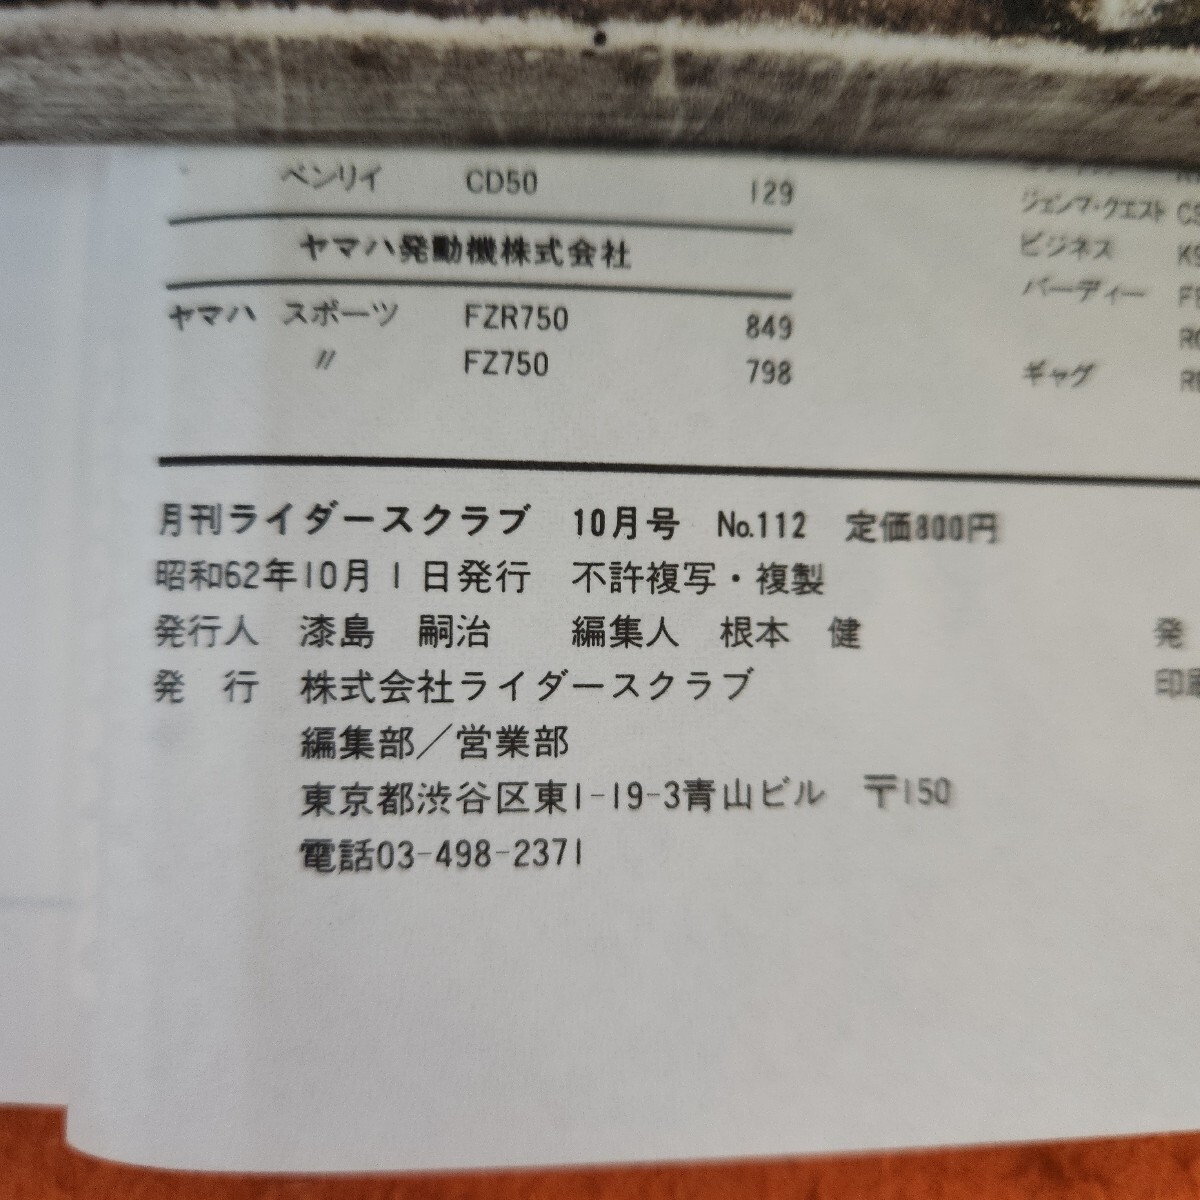 ベンリイ CD50 129
ヤマハ発動機株式会社
ヤマハ スポーツ FZR750 849
〃 FZ750 798
ジェンマ・クエスト
ビジネス
バーディー
ギャグ
月刊ライダースクラブ 10月号 No.112 定価800円
昭和62年10月1日発行 不許複写・複製
発行人 漆島 嗣治 編集人 根本 健
発 行 株式会社ライダースクラブ
編集部／営業部
東京都渋谷区東1-19-3青山ビル 〒150
電話03-498-2371
発
印